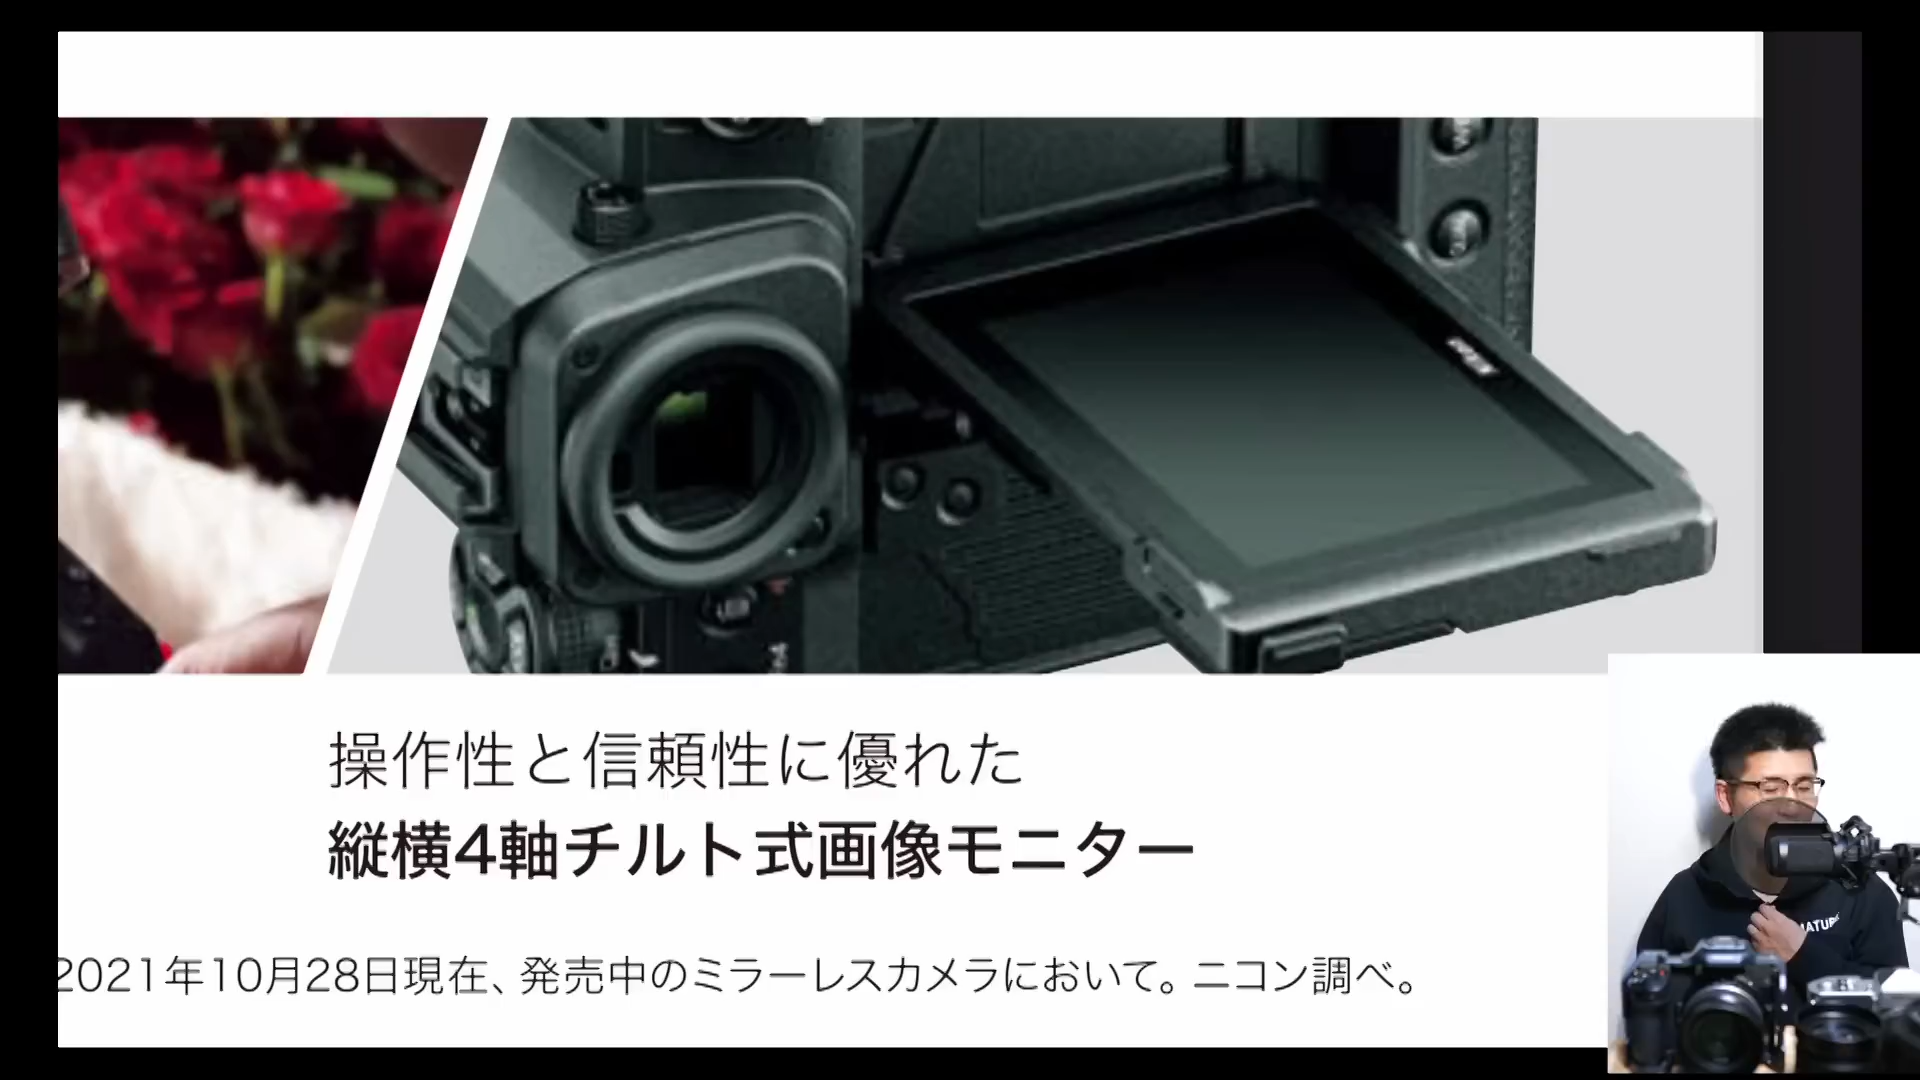 操作性と信頼性に優れた
縦横4軸チルト式画像モニター
2021年10月28日現在、発売中のミラーレスカメラにおいて。ニコン調べ。